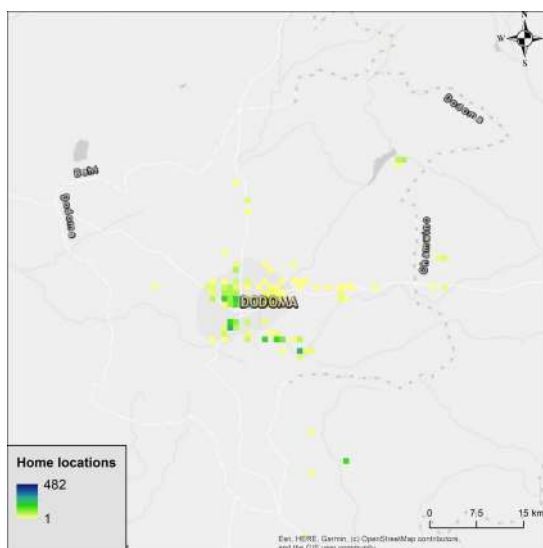 N
W E
S
Dodoma
Bahi
Dodoma
Chamwino
DODOMA
Home locations
482
1
0 7.5 15 km
Esri, HERE, Garmin, (c) OpenStreetMap contributors,
and the GIS user community